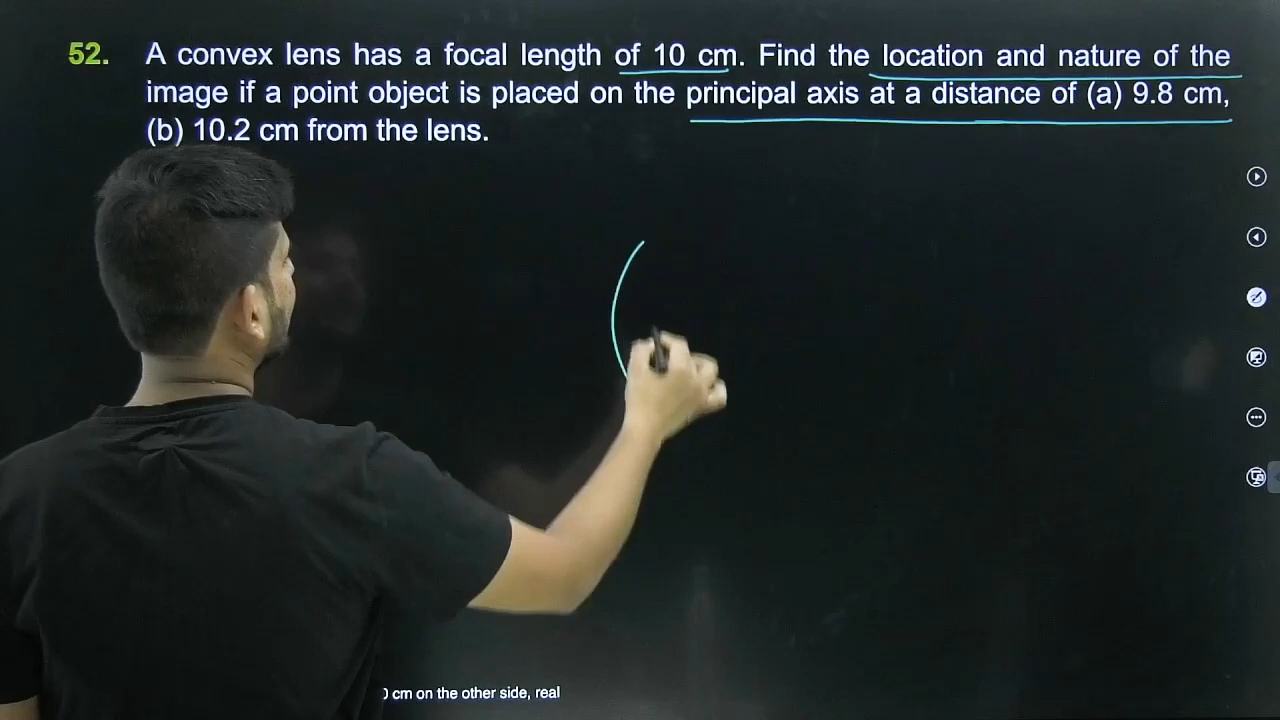 52. A convex lens has a focal length of 10 cm. Find the location and nature of the
image if a point object is placed on the principal axis at a distance of (a) 9.8 cm,
(b) 10.2 cm from the lens.
cm on the other side, real